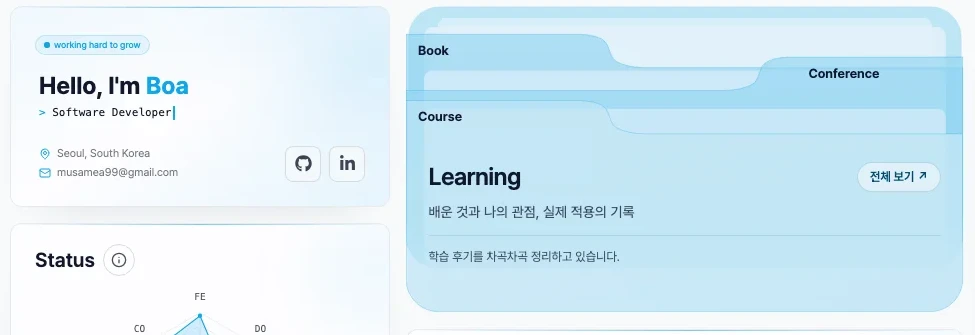 working hard to grow
Hello, I'm Boa
> Software Developer
Seoul, South Korea
musamea99@gmail.com
in
Status
FE
CO
DO
Book
Conference
Course
Learning
전체 보기 ↗
배운 것과 나의 관점, 실제 적용의 기록
학습 후기를 차곡차곡 정리하고 있습니다.